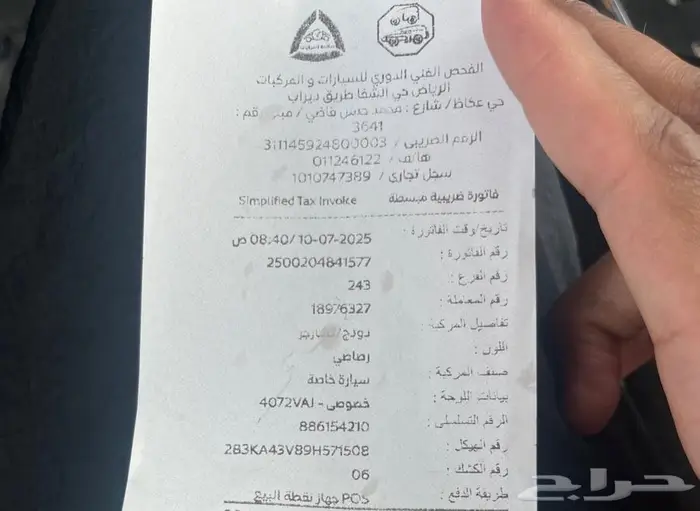 الفحص الفني الدوري للسيارات و المركبات
الرياض حي الشفا طريق ديراب
حي عكاظ/ شارع : محمد حسن قاضي / مبنى رقم :
3641
الرقم الضريبى / 311145924800003
هاتف / 011246122
سجل تجاري / 1010747389
فاتورة ضريبية مبسطة Simplified Tax Invoice
تاريخ/وقت الفاتورة : 10-07-2025 /08:40 ص
رقم الفاتورة : 2500204841577
رقم الفرع : 243
رقم المعاملة : 18976327
تفاصيل المركبة : دودج/تشارجر
اللون : رصاصي
صنف المركبة : سيارة خاصة
بيانات اللوحة : خصوصى - 4072VAJ
الرقم التسلسلى : 886154210
رقم الهيكل : 2B3KA43V89H571508
رقم الكشك : 06
طريقة الدفع : POS جهاز نقطة البيع
حراج